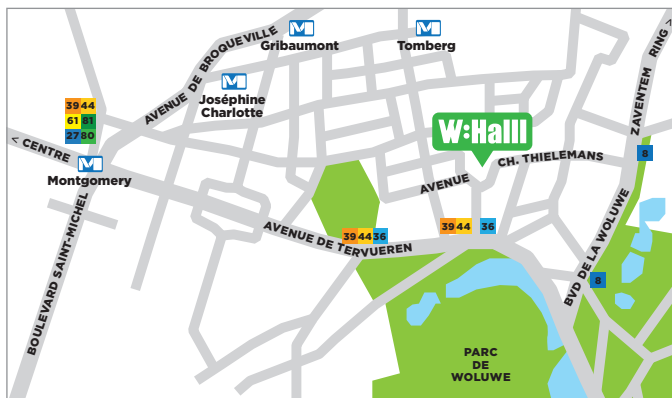 Gribaumont
Tomberg
AVENUE DE BROQUEVILLE
Joséphine
Charlotte
ZAVENTEM RING >
39 44
61 81
27 80
< CENTRE
Montgomery
W:Halll
AVENUE CH. THIELEMANS
8
BOULEVARD SAINT-MICHEL
AVENUE DE TERVUEREN
39 44 36
39 44 36
BVD DE LA WOLUWE
8
PARC
DE
WOLUWE